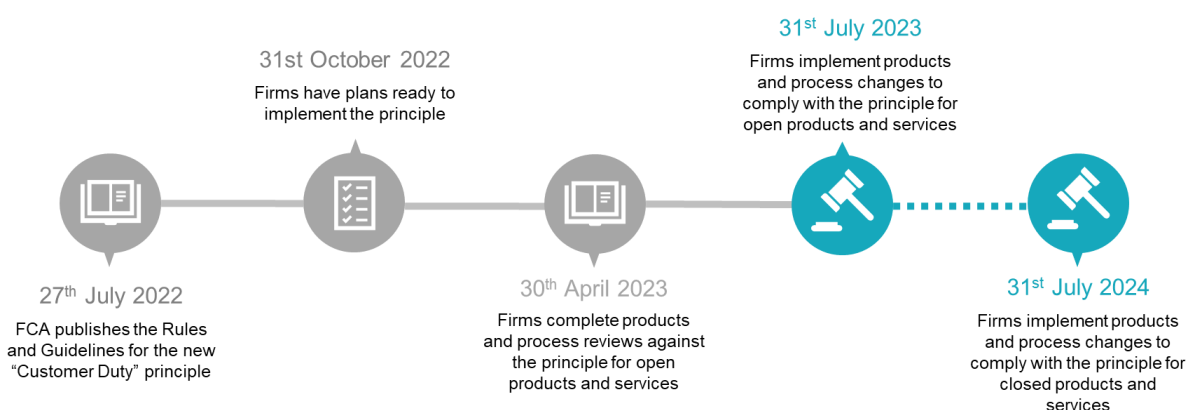 27th July 2022
FCA publishes the Rules
and Guidelines for the new
“Customer Duty” principle
31st October 2022
Firms have plans ready to
implement the principle
30th April 2023
Firms complete products
and process reviews against
the principle for open
products and services
31st July 2023
Firms implement products
and process changes to
comply with the principle for
open products and services
31st July 2024
Firms implement products
and process changes to
comply with the principle for
closed products and
services